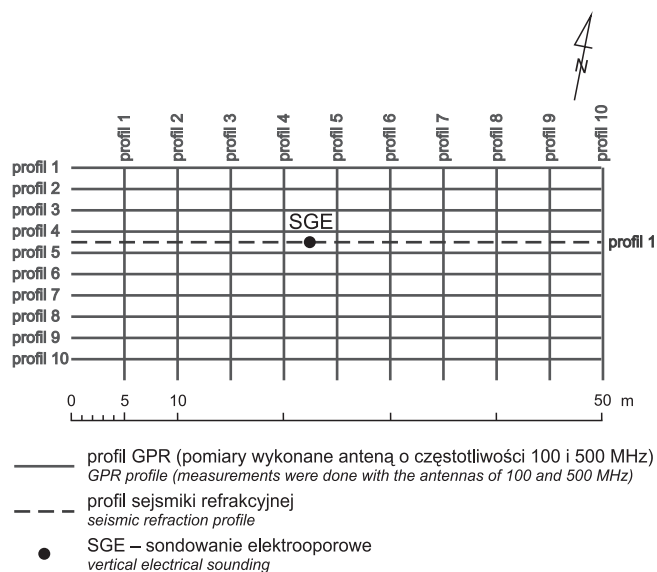 N
profil 1
profil 2
profil 3
profil 4
profil 5
profil 6
profil 7
profil 8
profil 9
profil 10
profil 1
profil 2
profil 3
profil 4
SGE
profil 1
profil 5
profil 6
profil 7
profil 8
profil 9
profil 10
0 5 10 50 m
profil GPR (pomiary wykonane anteną o częstotliwości 100 i 500 MHz)
GPR profile (measurements were done with the antennas of 100 and 500 MHz)
profil sejsmiki refrakcyjnej
seismic refraction profile
SGE – sondowanie elektrooporowe
vertical electrical sounding